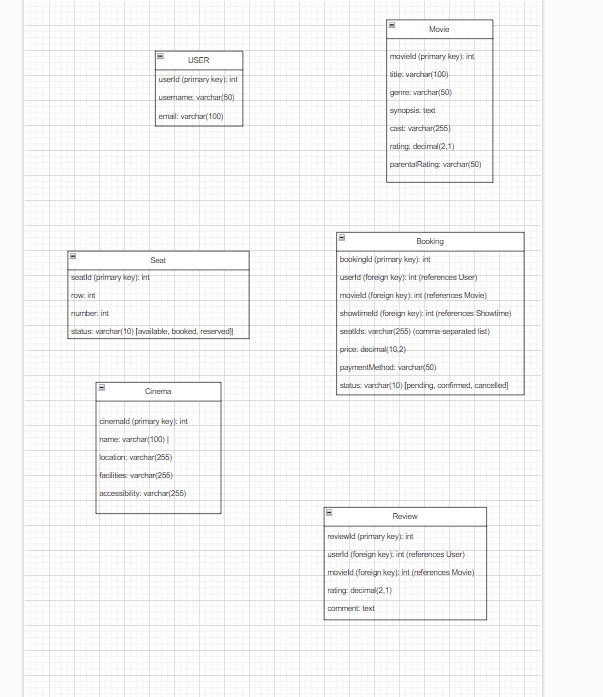 USER
userId (primary key): int
username: varchar(50)
email: varchar(100)
Movie
movieId (primary key): int
title: varchar(100)
genre: varchar(50)
synopsis: text
cast: varchar(255)
rating: decimal(2,1)
parentalRating: varchar(50)
Seat
seatId (primary key): int
row: int
number: int
status: varchar(10) [available, booked, reserved]|
Booking
bookingId (primary key): int
userId (foreign key): int (references User)
movieId (foreign key): int (references Movie)
showtimeId (foreign key): int (references Showtime)
seatIds: varchar(255) (comma-separated list)
price: decimal(10,2)
paymentMethod: varchar(50)
status: varchar(10) [pending, confirmed, cancelled]
Cinema
cinemaId (primary key): int
name: varchar(100) |
location: varchar(255)
facilities: varchar(255)
accessibility: varchar(255)
Review
reviewId (primary key): int
userId (foreign key): int (references User)
movieId (foreign key): int (references Movie)
rating: decimal(2,1)
comment: text